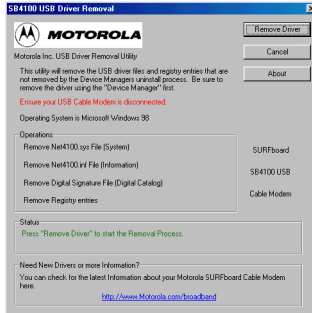 SB4100 USB Driver Removal
MOTOROLA
Remove Driver
Cancel
About
Motorola Inc. USB Driver Removal Utility
This utility will remove the USB driver files and registry entries that are
not removed by the Device Managers uninstall process. Be sure to
remove the driver using the "Device Manager" first.
Ensure your USB Cable Modem is disconnected.
Operating System is Microsoft Windows 98
Operations
Remove Net4100.sys File (System)
Remove Net4100.inf File (Information)
Remove Digital Signature File (Digital Catalog)
Remove Registry entries
SURFboard
SB4100 USB
Cable Modem
Status
Press "Remove Driver" to start the Removal Process.
Need New Drivers or more Information?
You can check for the latest Information about your Motorola SURFboard Cable Modem
here.
http://www.Motorola.com/broadband